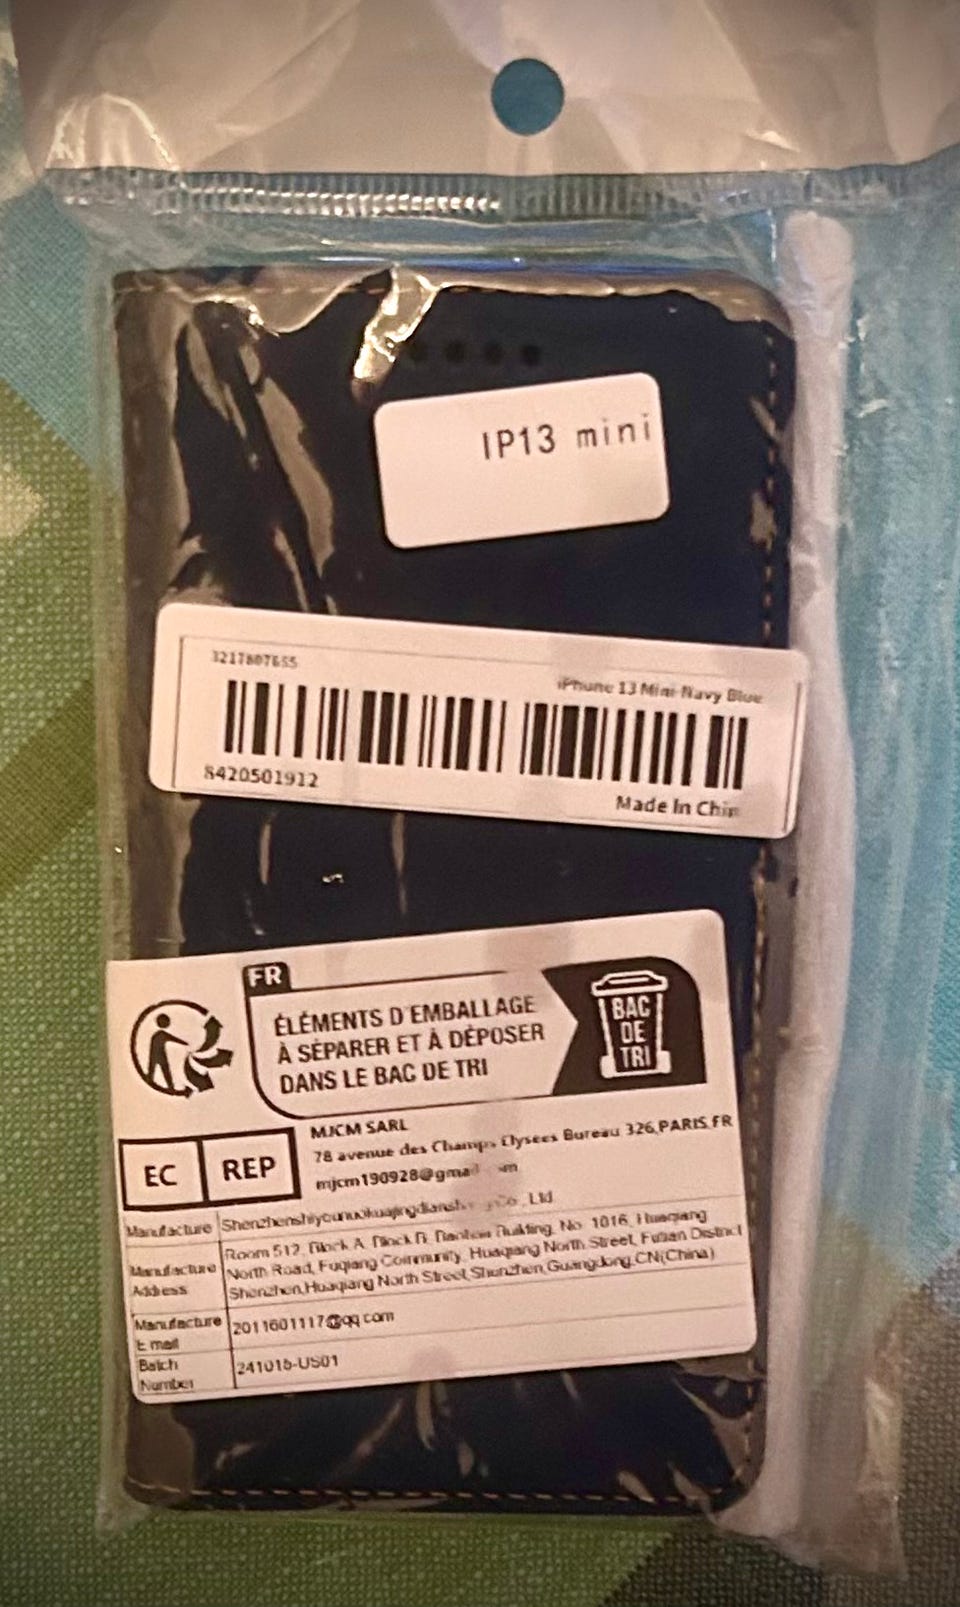 IP13 mini
3217807655
iPhone 13 Mini-Navy Blue
8420501912
Made In Chin
FR
ÉLÉMENTS D'EMBALLAGE
À SÉPARER ET À DÉPOSER
DANS LE BAC DE TRI
BAC
DE
TRI
EC REP
MJCM SARL
78 avenue des Champs Elysees Bureau 326,PARIS,FR
mjcm190928@gmai
Manufacture
Co., Ltd
Manufacture
Address
Room 512, Block A, Block B, Building, No. 1016, Huaqiang
North Road, Fuqiang Community, Huaqiang North Street, Futian District
Shenzhen,Huaqiang North Street,Shenzhen,Guangdong,CN(China)
Manufacture
E mail
2011601117@qq.com
Batch
Number
241015-US01